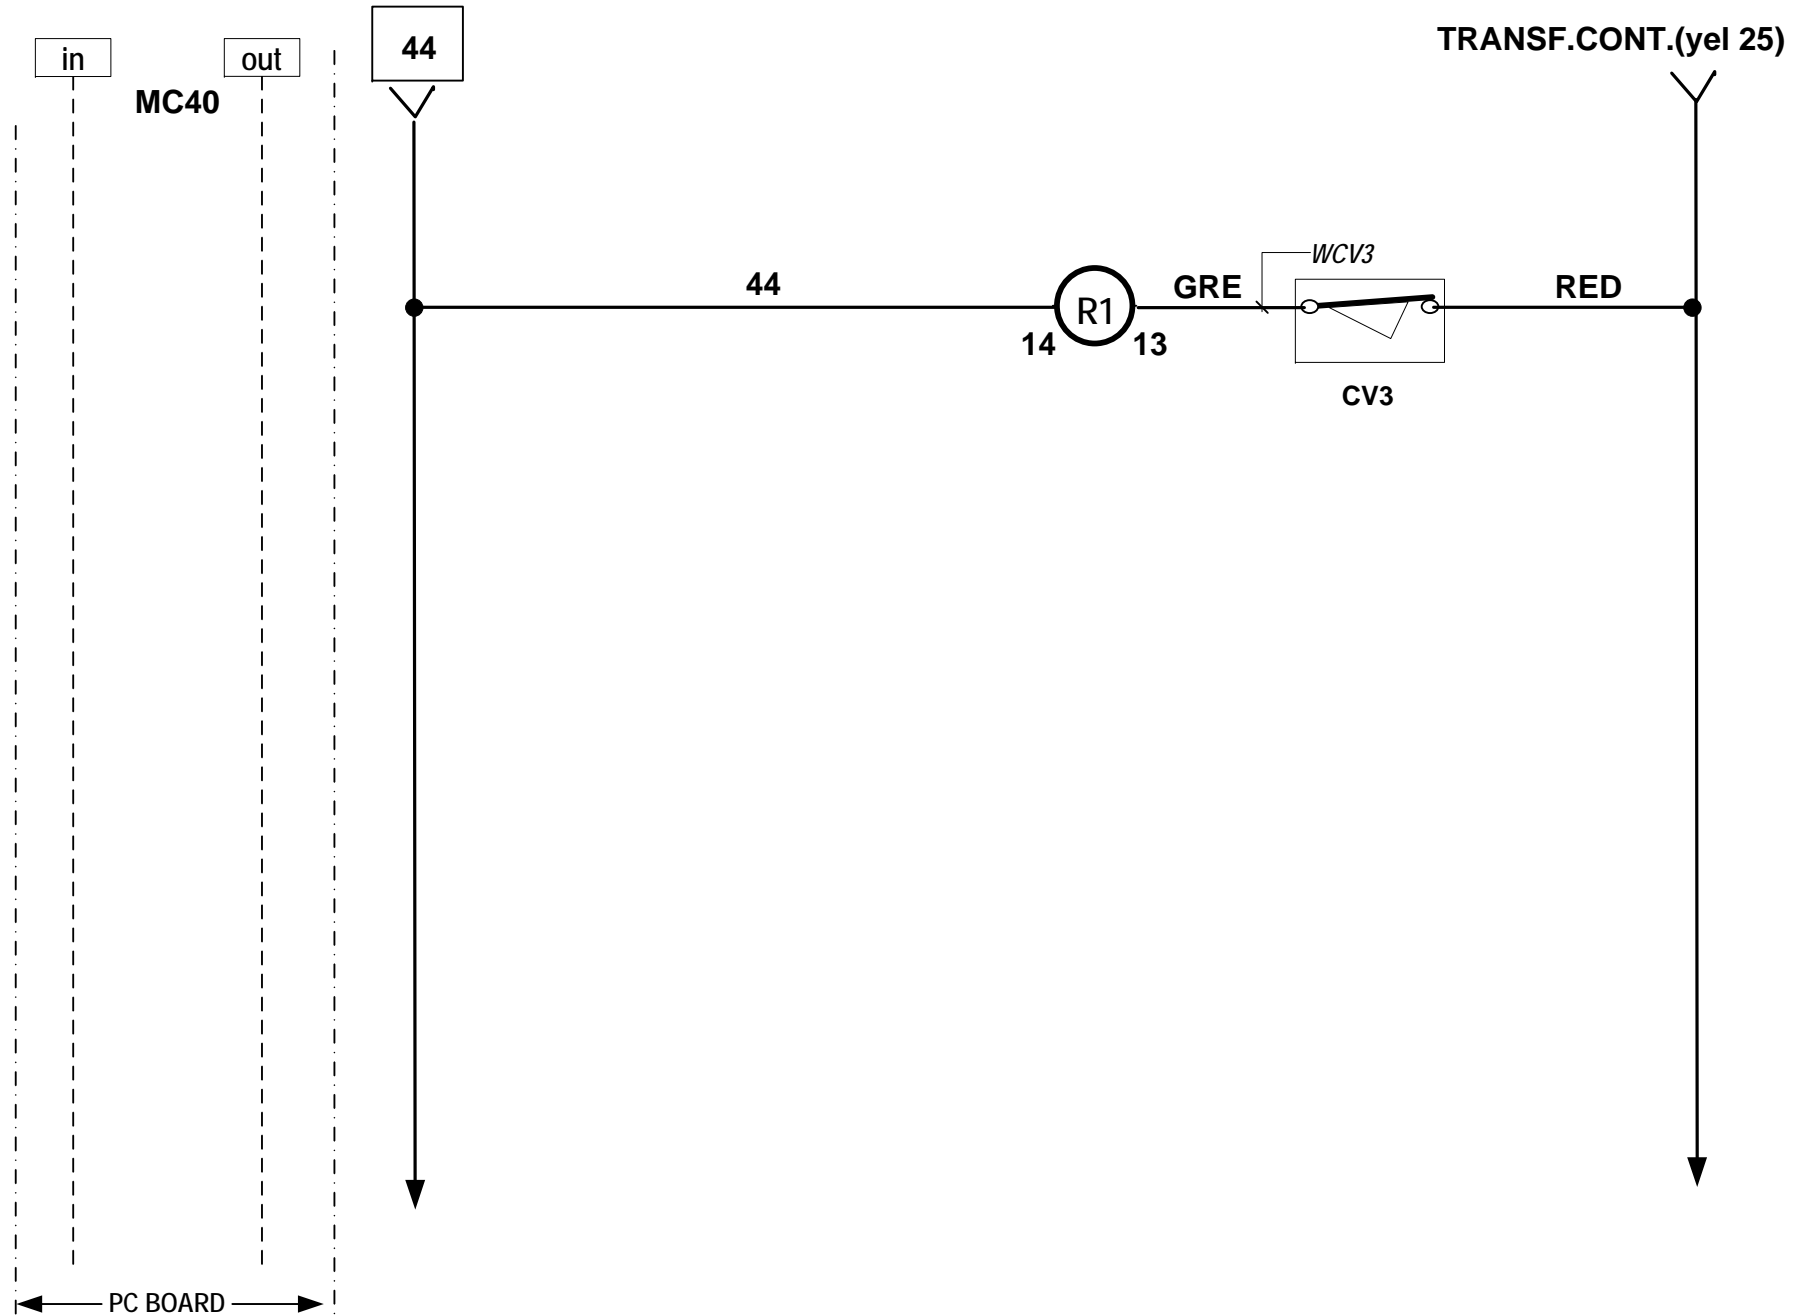 in
out
MC40
44
TRANSF.CONT.(yel 25)
WCV3
44
R1
GRE
RED
14
13
CV3
PC BOARD